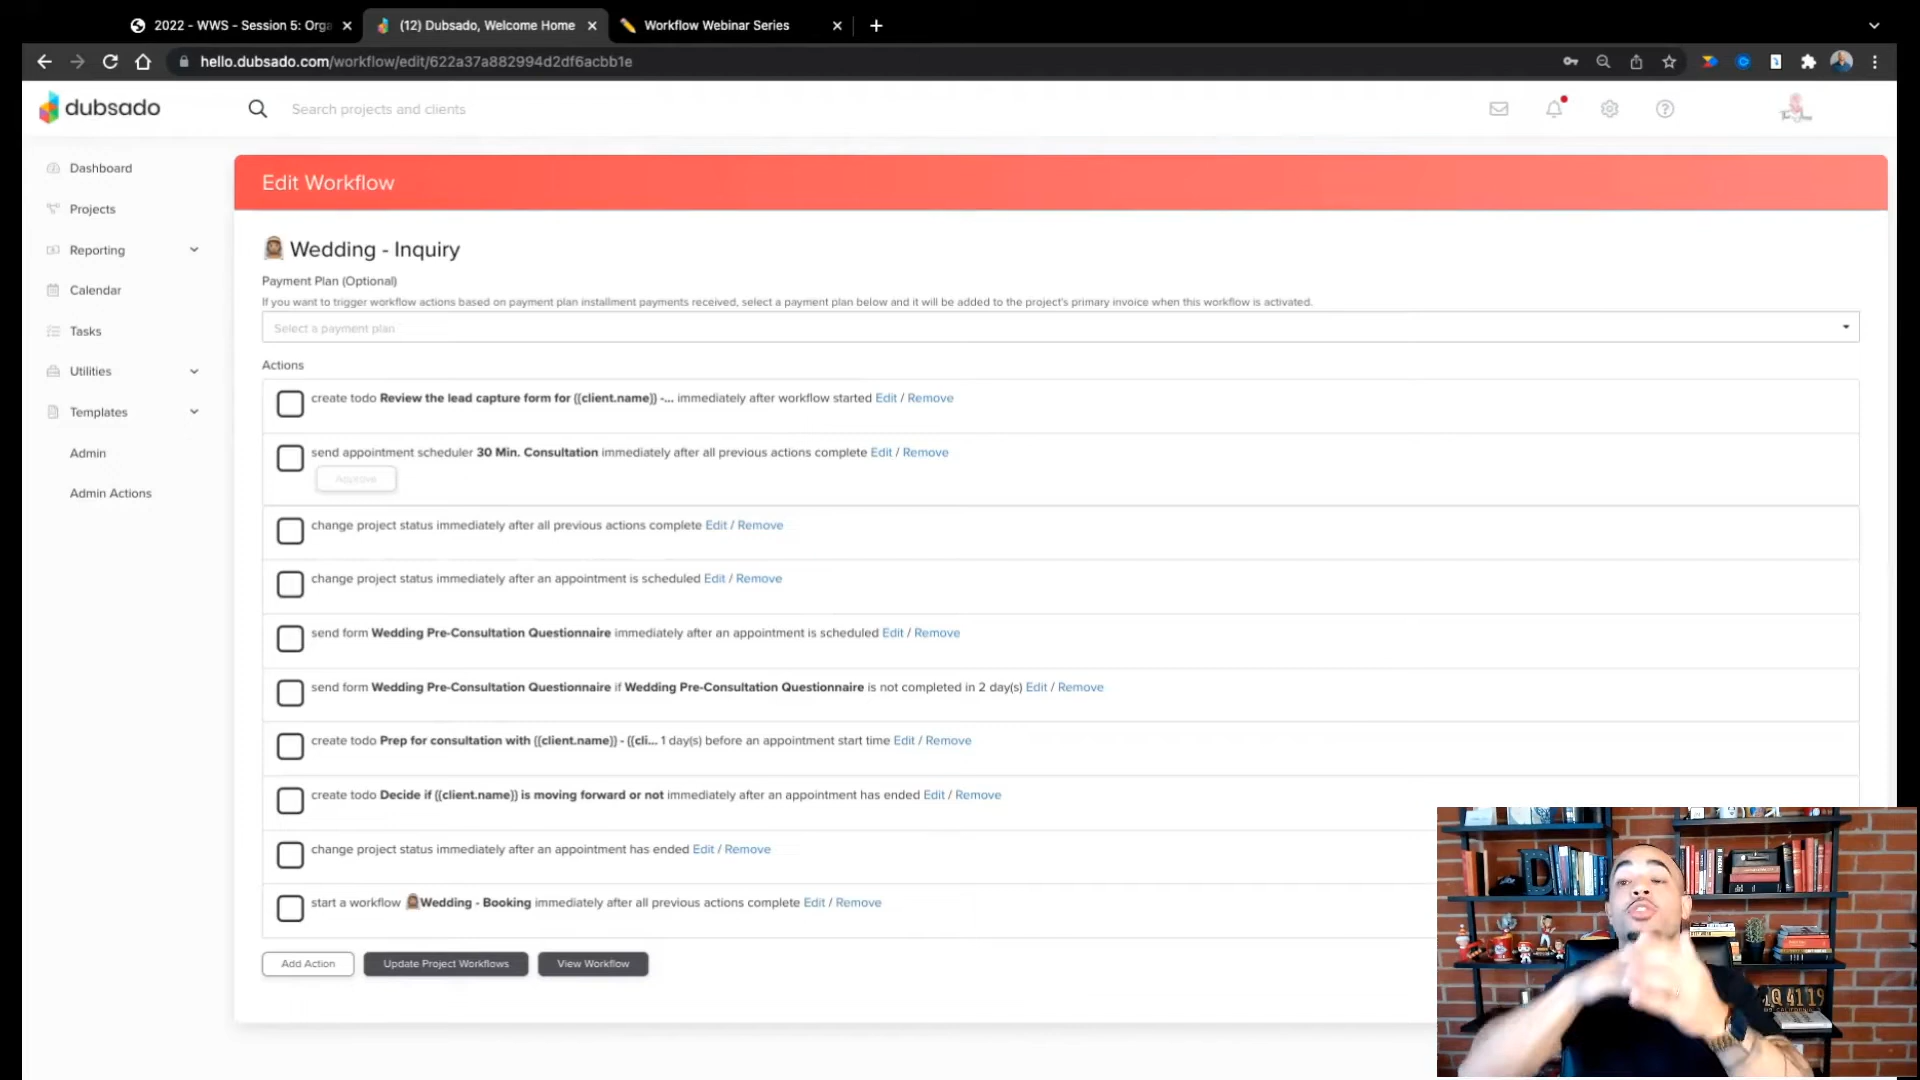 2022 - WWS - Session 5: Orga
(12) Dubsado, Welcome Home
Workflow Webinar Series
hello.dubsado.com/workflow/edit/622a37a882994d2df6acbb1e
dubsado
Search projects and clients
Dashboard
Projects
Reporting
Calendar
Tasks
Utilities
Templates
Admin
Admin Actions
Edit Workflow
Wedding - Inquiry
Payment Plan (Optional)
If you want to trigger workflow actions based on payment plan installment payments received, select a payment plan below and it will be added to the project's primary invoice when this workflow is activated.
Select a payment plan
Actions
create todo Review the lead capture form for {{client.name}} -... immediately after workflow started Edit / Remove
send appointment scheduler 30 Min. Consultation immediately after all previous actions complete Edit / Remove
Approve
change project status immediately after all previous actions complete Edit / Remove
change project status immediately after an appointment is scheduled Edit / Remove
send form Wedding Pre-Consultation Questionnaire immediately after an appointment is scheduled Edit / Remove
send form Wedding Pre-Consultation Questionnaire if Wedding Pre-Consultation Questionnaire is not completed in 2 day(s) Edit / Remove
create todo Prep for consultation with {{client.name}} - {{cli... 1 day(s) before an appointment start time Edit / Remove
create todo Decide if {{client.name}} is moving forward or not immediately after an appointment has ended Edit / Remove
change project status immediately after an appointment has ended Edit / Remove
start a workflow Wedding - Booking immediately after all previous actions complete Edit / Remove
Add Action
Update Project Workflows
View Workflow
D